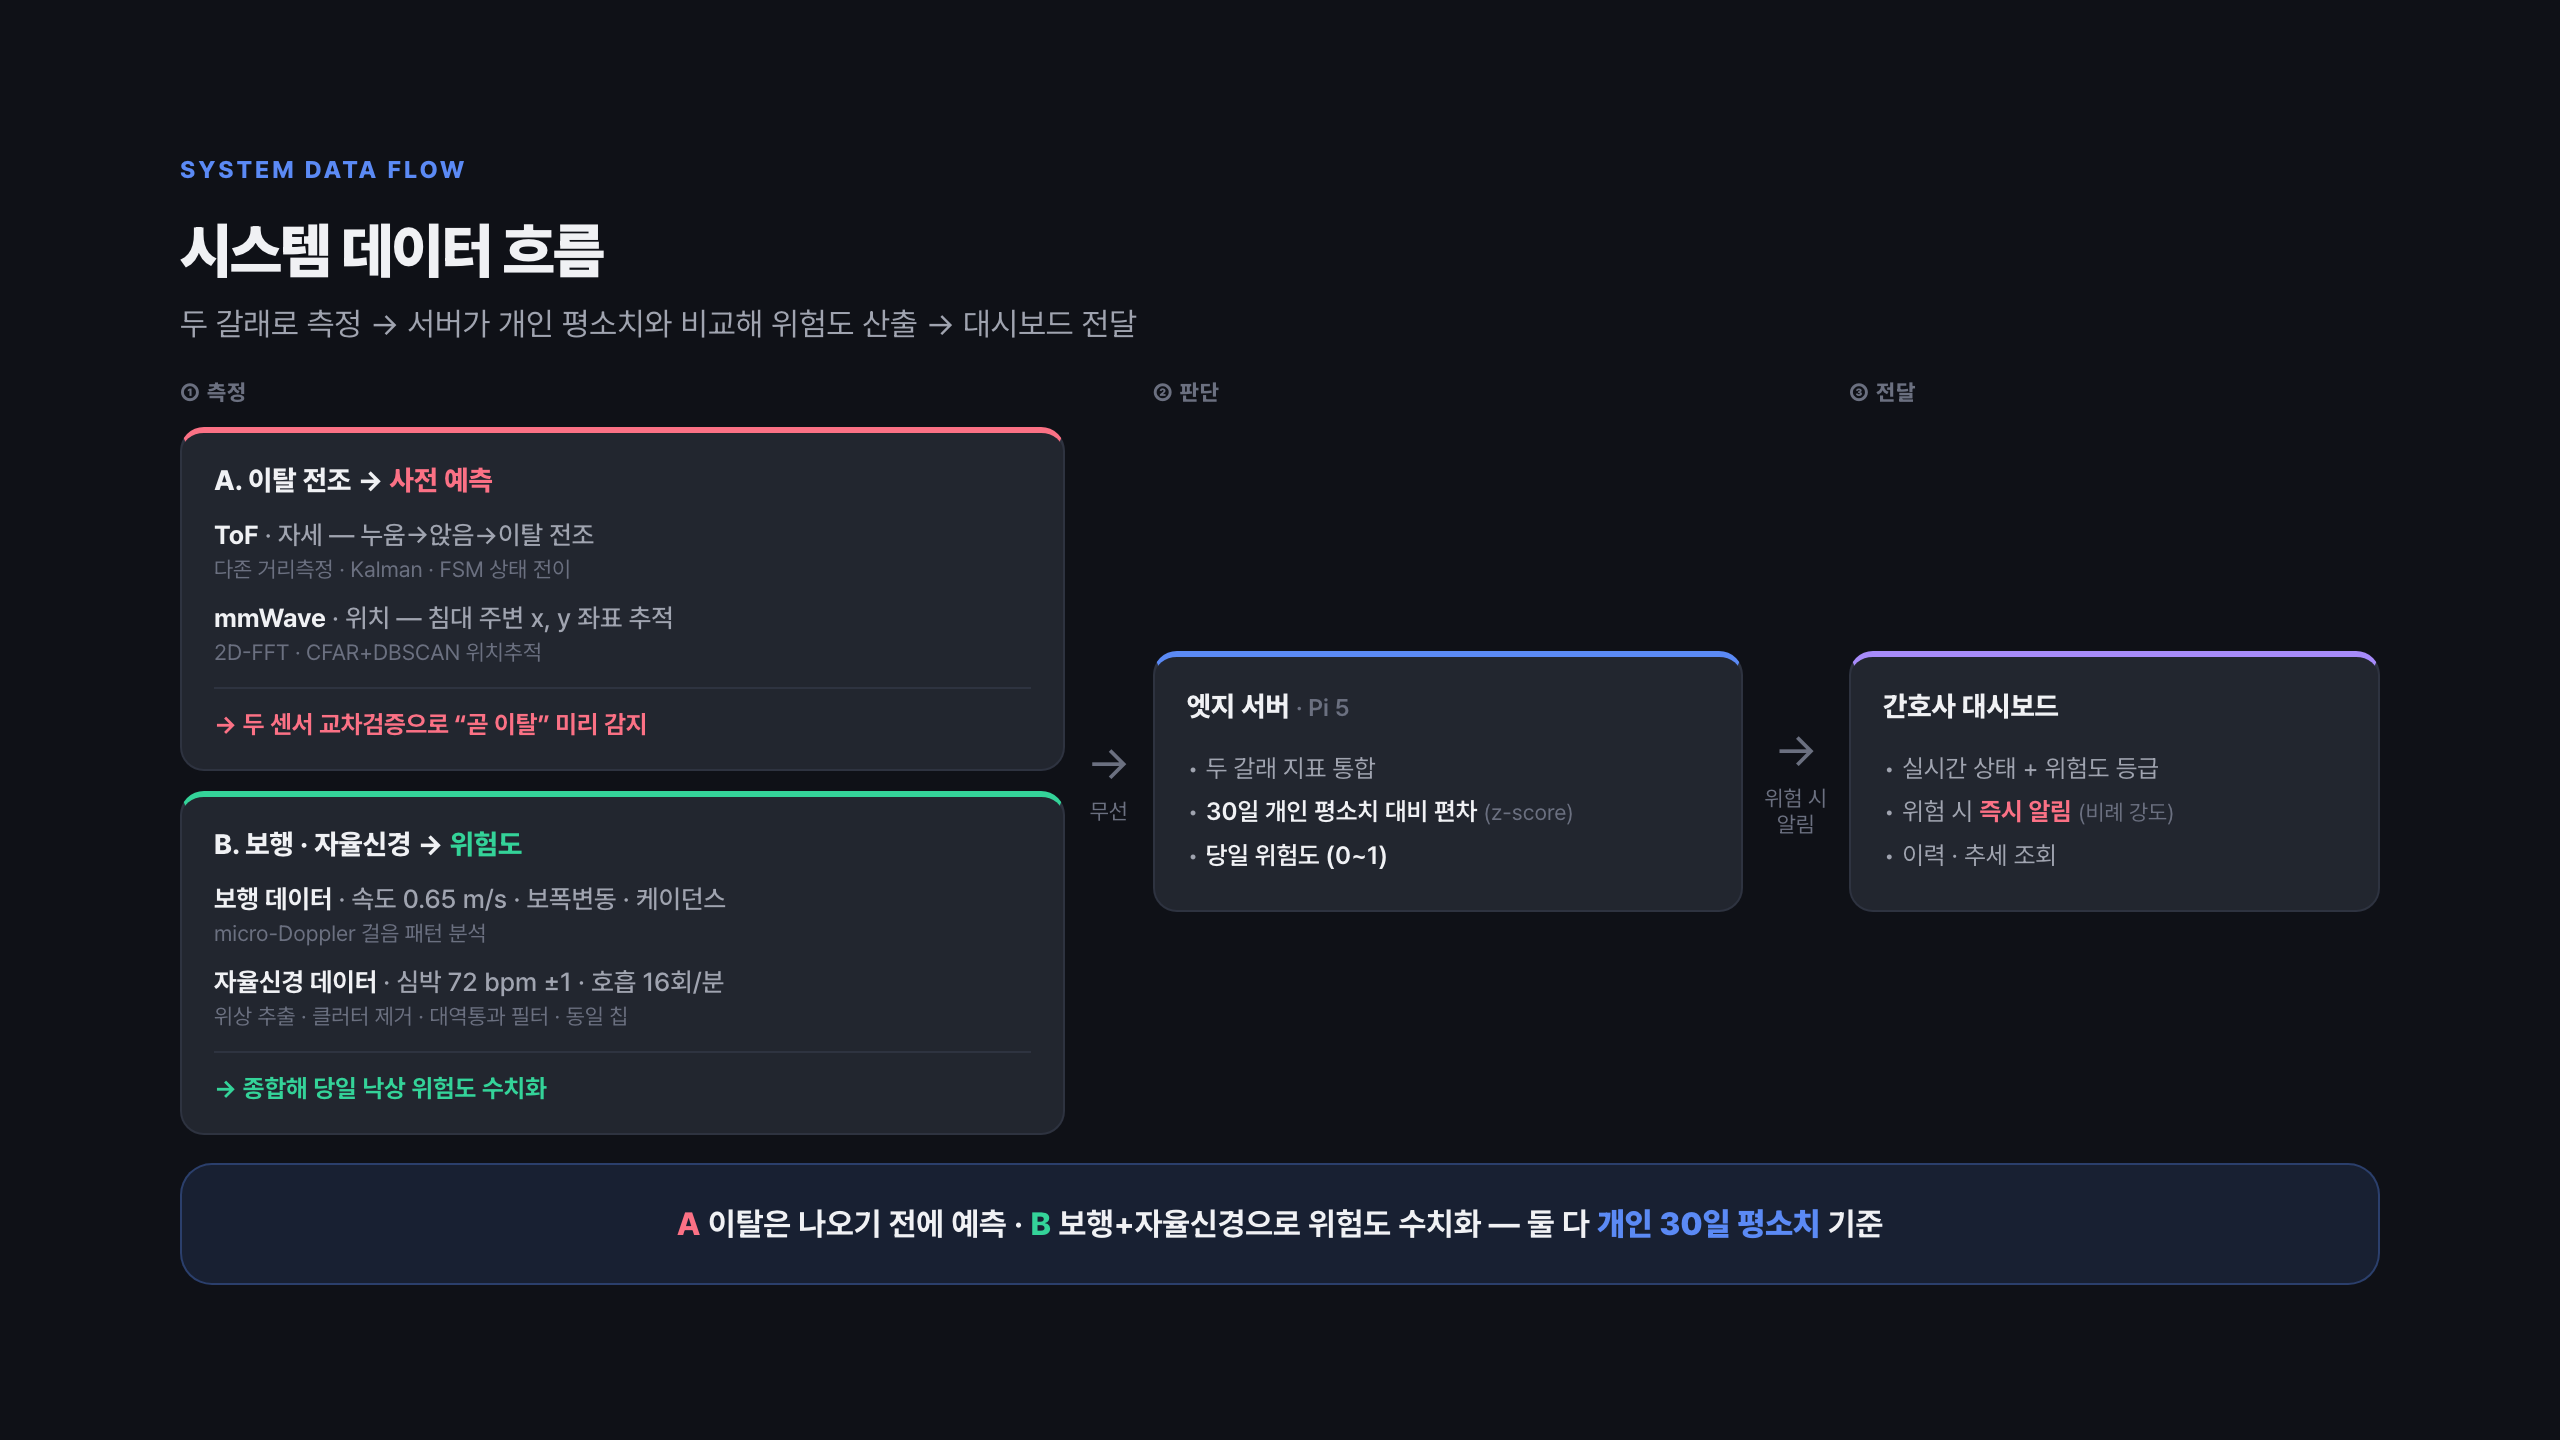 SYSTEM DATA FLOW
시스템 데이터 흐름
두 갈래로 측정 → 서버가 개인 평소치와 비교해 위험도 산출 → 대시보드 전달
① 측정
A. 이탈 전조 → 사전 예측
ToF · 자세 — 누움→앉음→이탈 전조
다존 거리측정 · Kalman · FSM 상태 전이
mmWave · 위치 — 침대 주변 x, y 좌표 추적
2D-FFT · CFAR+DBSCAN 위치추적
→ 두 센서 교차검증으로 “곧 이탈” 미리 감지
B. 보행 · 자율신경 → 위험도
보행 데이터 · 속도 0.65 m/s · 보폭변동 · 케이던스
micro-Doppler 걸음 패턴 분석
자율신경 데이터 · 심박 72 bpm ±1 · 호흡 16회/분
위상 추출 · 클러터 제거 · 대역통과 필터 · 동일 칩
→ 종합해 당일 낙상 위험도 수치화
→
무선
② 판단
엣지 서버 · Pi 5
• 두 갈래 지표 통합
• 30일 개인 평소치 대비 편차 (z-score)
• 당일 위험도 (0~1)
→
위험 시
알림
③ 전달
간호사 대시보드
• 실시간 상태 + 위험도 등급
• 위험 시 즉시 알림 (비례 강도)
• 이력 · 추세 조회
A 이탈은 나오기 전에 예측 · B 보행+자율신경으로 위험도 수치화 — 둘 다 개인 30일 평소치 기준